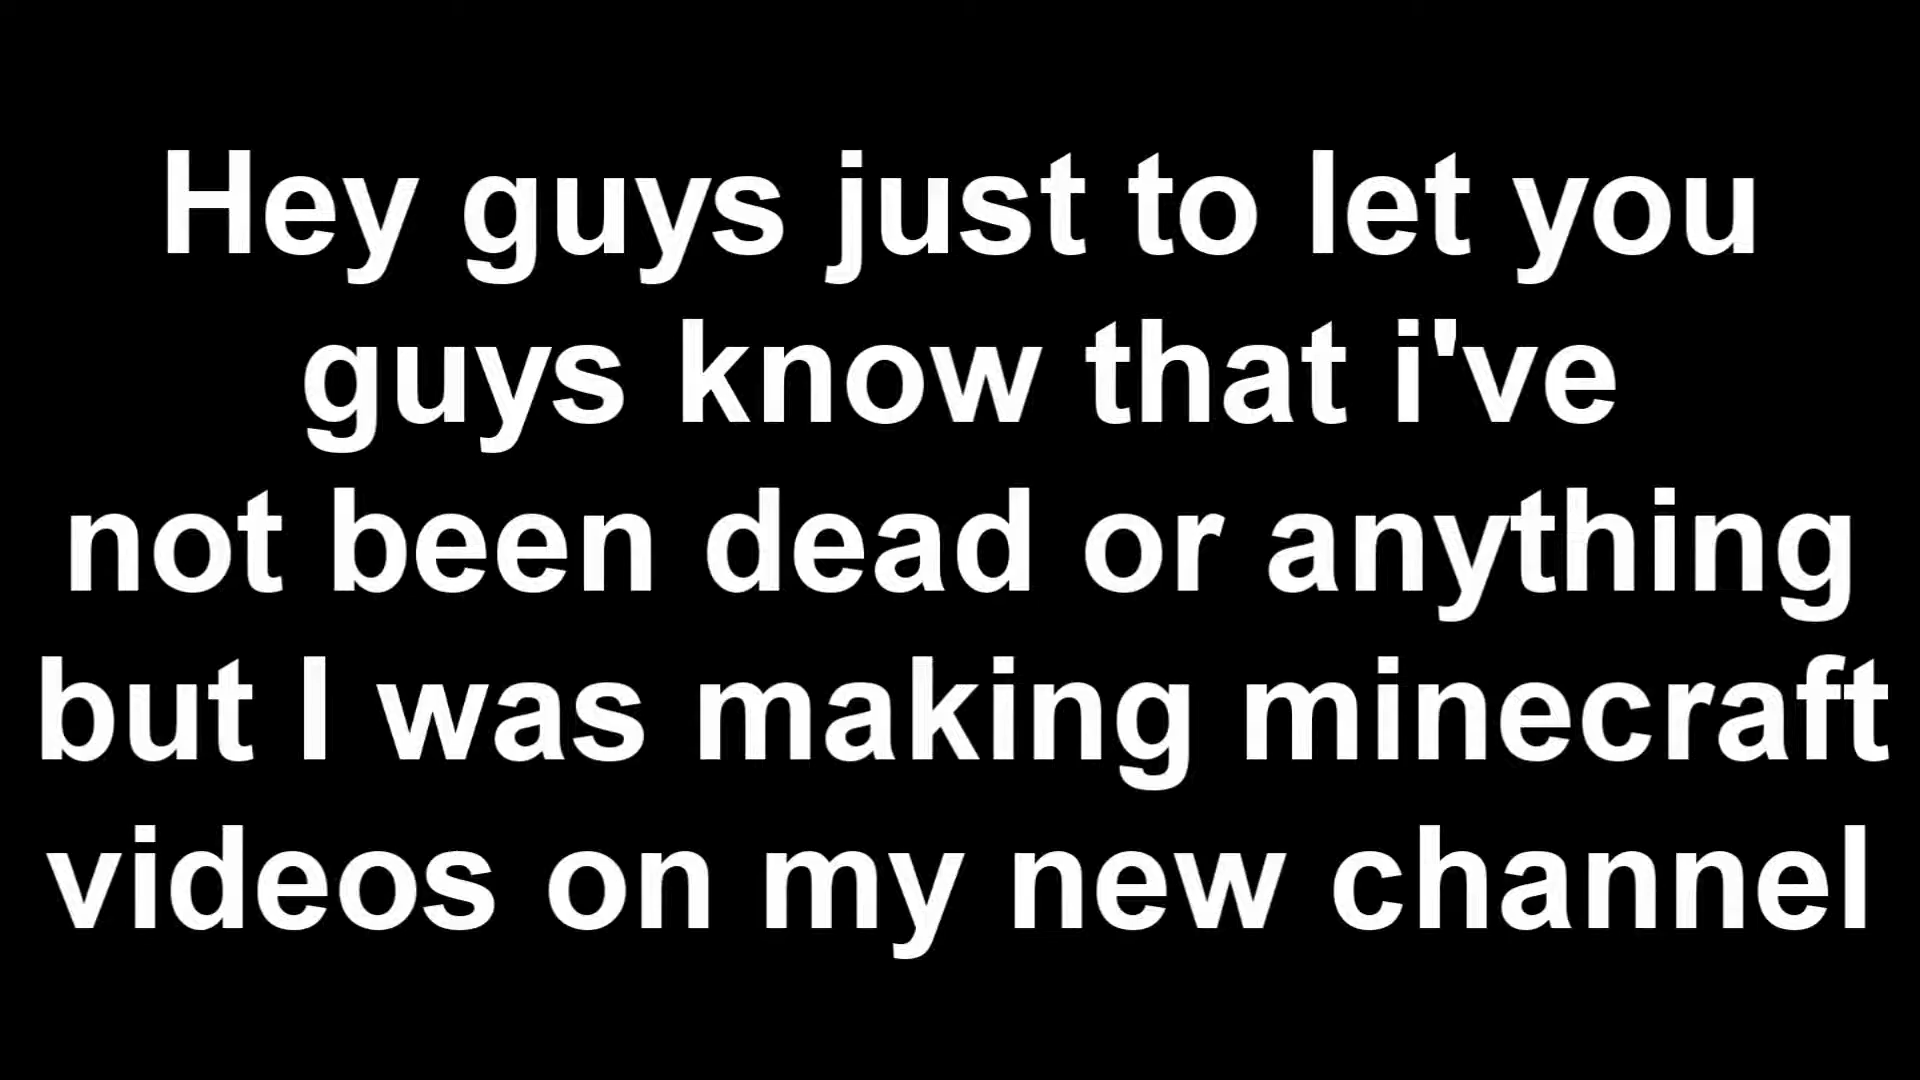 Hey guys just to let you
guys know that i've
not been dead or anything
but I was making minecraft
videos on my new channel